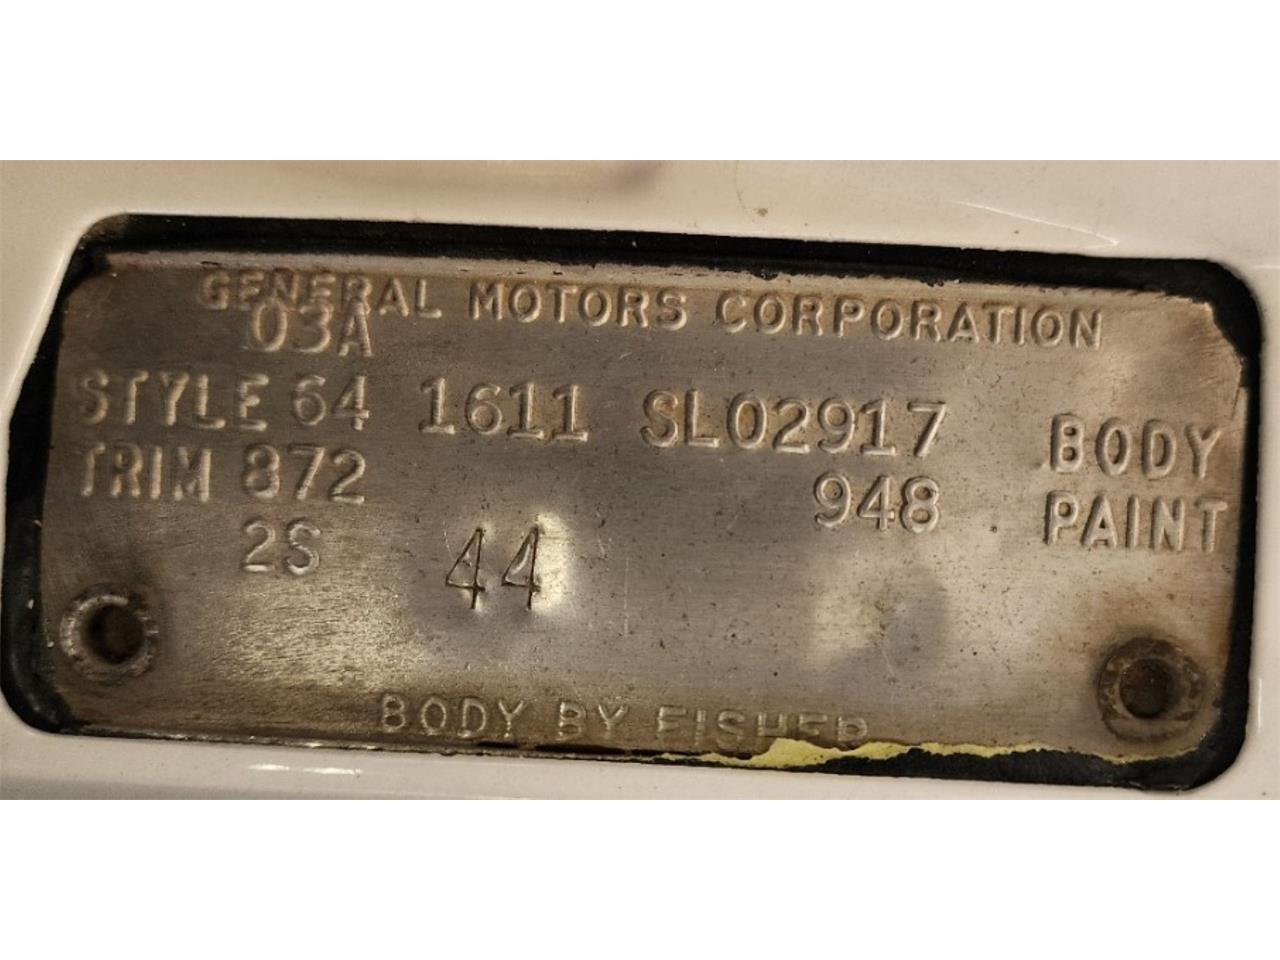 GENERAL MOTORS CORPORATION
03A
STYLE 64 1611 SL02917 BODY
TRIM 872 948 PAINT
2S 44
BODY BY FISHER